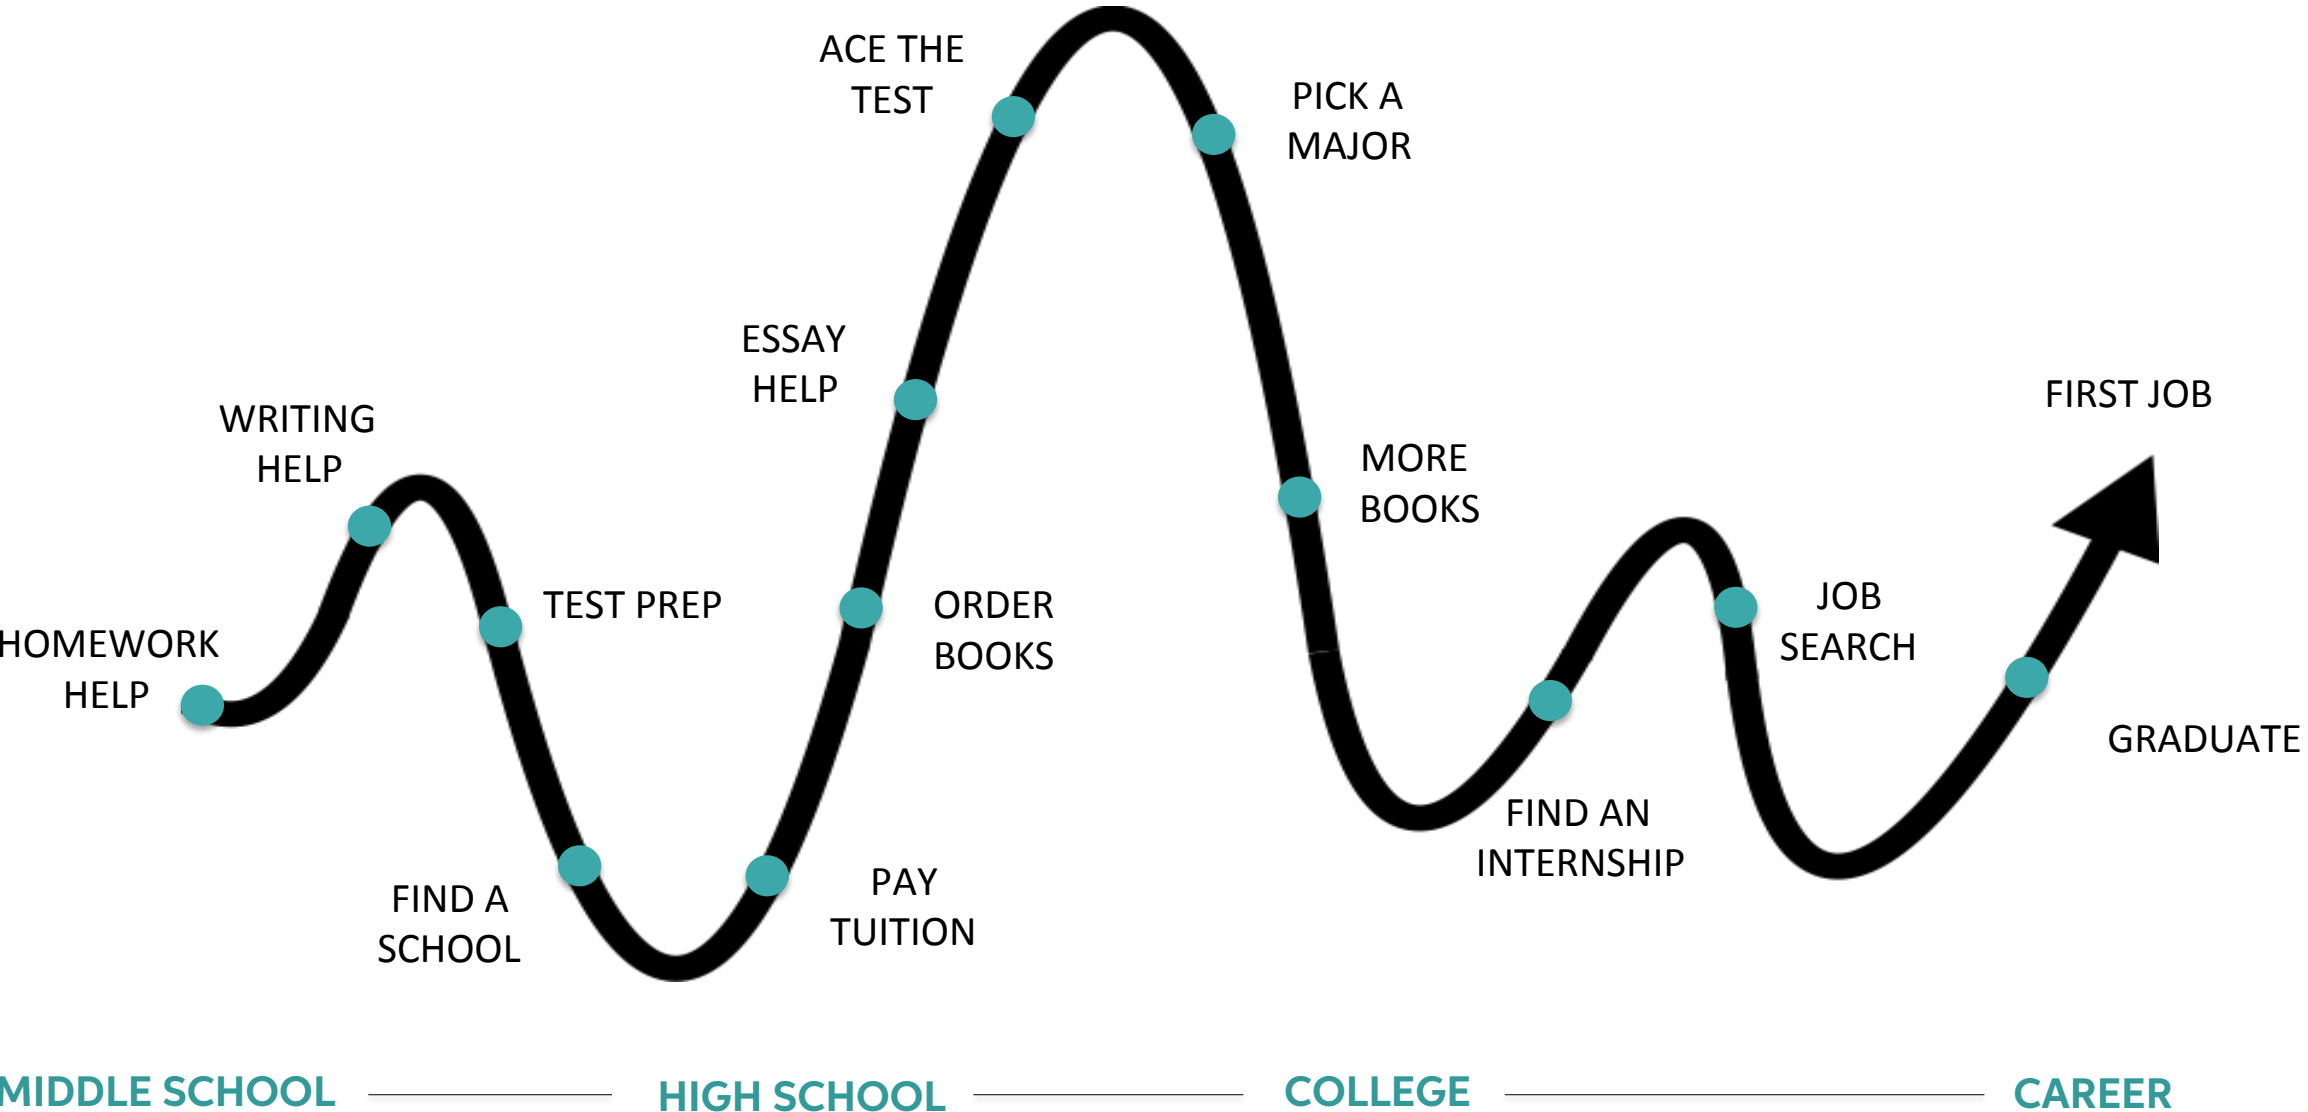 HOMEWORK
HELP
WRITING
HELP
TEST PREP
FIND A
SCHOOL
PAY
TUITION
ORDER
BOOKS
ESSAY
HELP
ACE THE
TEST
PICK A
MAJOR
MORE
BOOKS
FIND AN
INTERNSHIP
JOB
SEARCH
GRADUATE
FIRST JOB
MIDDLE SCHOOL
HIGH SCHOOL
COLLEGE
CAREER